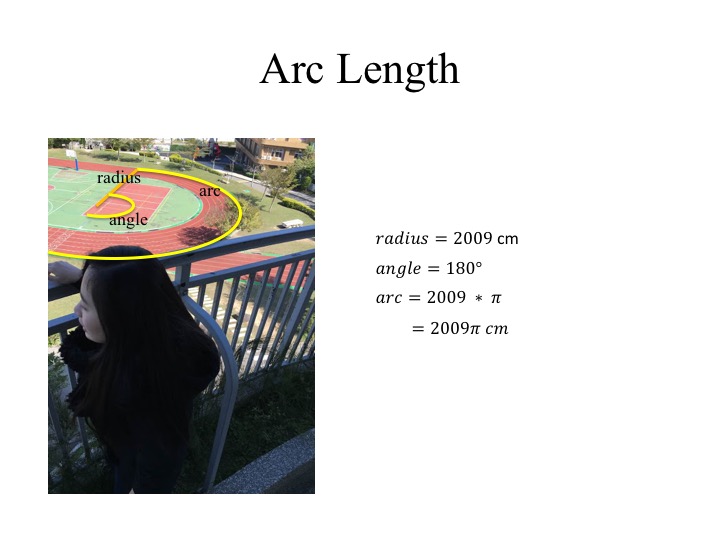 Arc Length
radius
arc
angle
𝑟𝑎𝑑𝑖𝑢𝑠 = 2009 cm
𝑎𝑛𝑔𝑙𝑒 = 180°
𝑎𝑟𝑐 = 2009 ∗ 𝜋
= 2009𝜋 𝑐𝑚